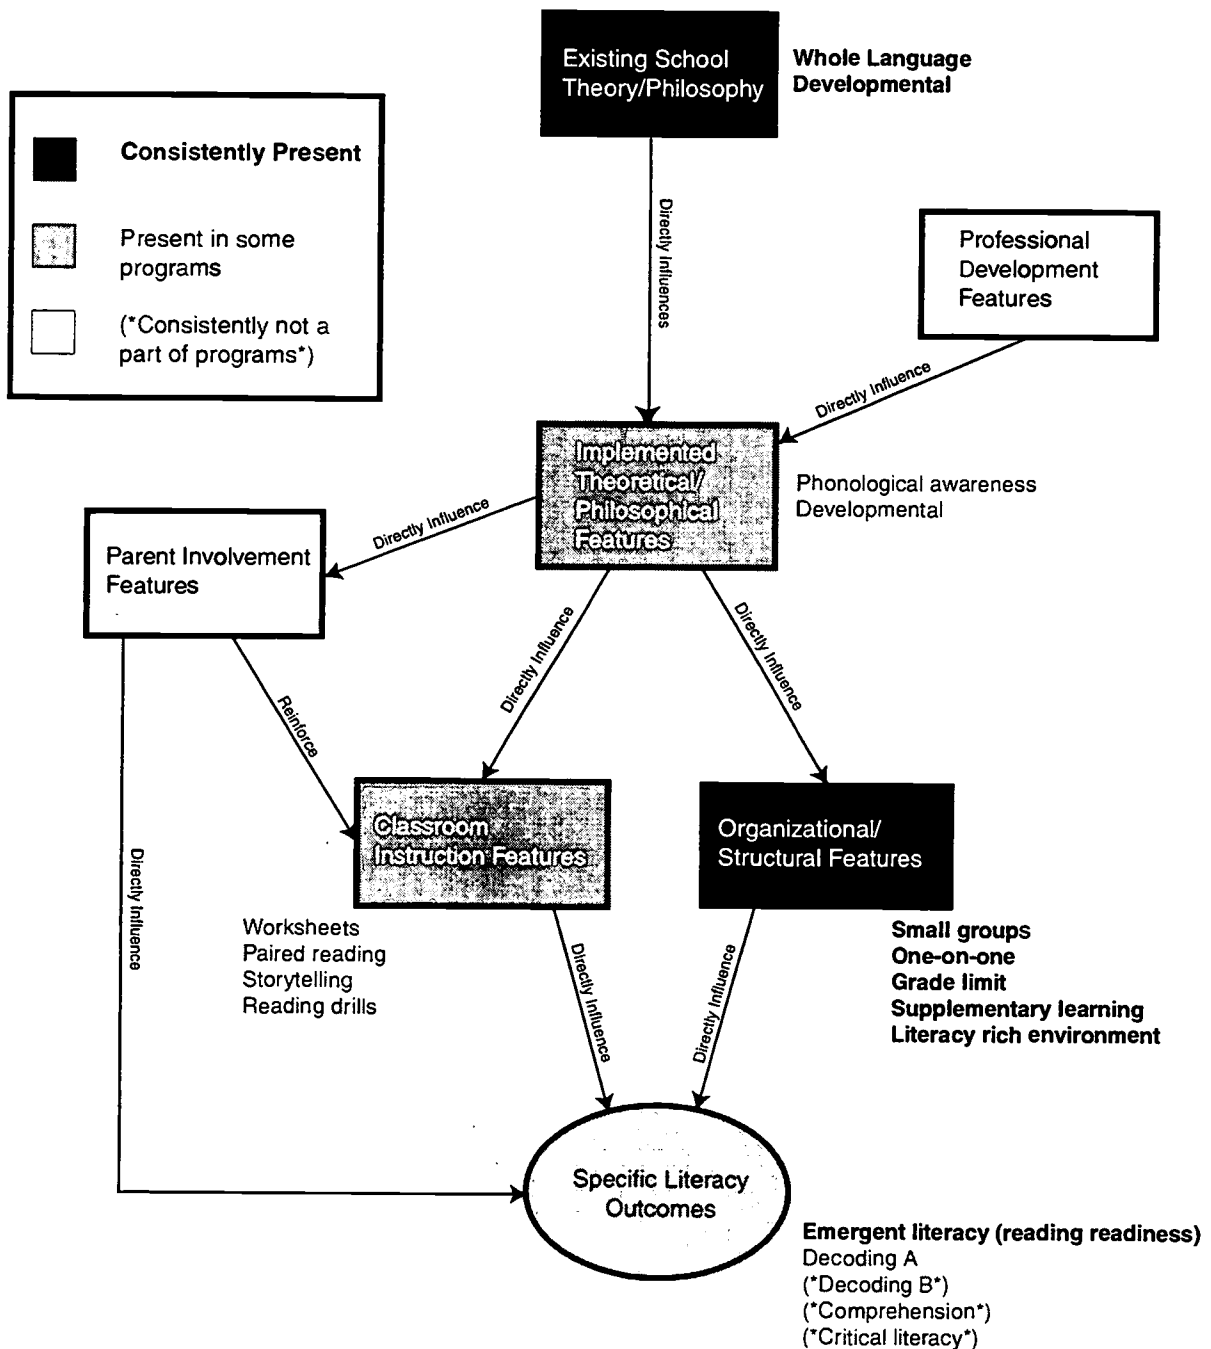 Existing School
Theory/Philosophy
Whole Language
Developmental
Consistently Present
Present in some
programs
(*Consistently not a
part of programs*)
Directly Influences
Professional
Development
Features
Directly Influence
Implemented
Theoretical/
Philosophical
Features
Phonological awareness
Developmental
Directly Influence
Parent Involvement
Features
Directly Influence
Directly Influence
Reinforce
Classroom
Instruction Features
Organizational/
Structural Features
Directly Influence
Worksheets
Paired reading
Storytelling
Reading drills
Directly Influence
Directly Influence
Small groups
One-on-one
Grade limit
Supplementary learning
Literacy rich environment
Specific Literacy
Outcomes
Emergent literacy (reading readiness)
Decoding A
(*Decoding B*)
(*Comprehension*)
(*Critical literacy*)